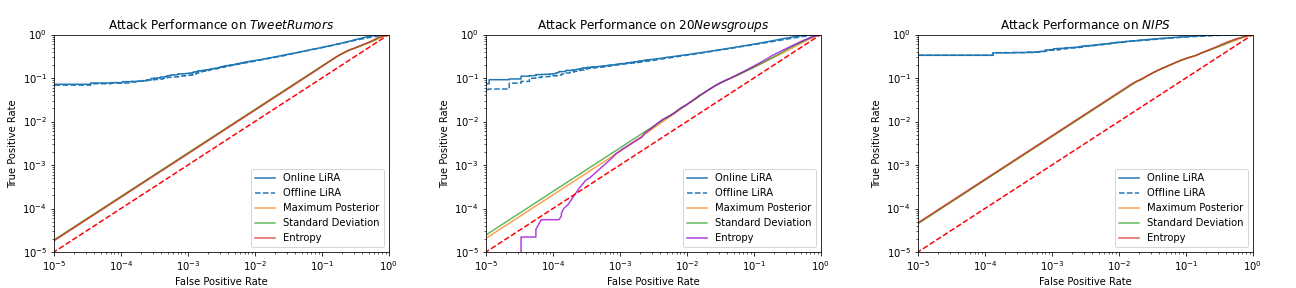 Attack Performance on TweetRumors
True Positive Rate
10^0
10^-1
10^-2
10^-3
10^-4
10^-5
Online LiRA
Offline LiRA
Maximum Posterior
Standard Deviation
Entropy
10^-5 10^-4 10^-3 10^-2 10^-1 10^0
False Positive Rate
Attack Performance on 20Newsgroups
True Positive Rate
10^0
10^-1
10^-2
10^-3
10^-4
10^-5
Online LiRA
Offline LiRA
Maximum Posterior
Standard Deviation
Entropy
10^-5 10^-4 10^-3 10^-2 10^-1 10^0
False Positive Rate
Attack Performance on NIPS
True Positive Rate
10^0
10^-1
10^-2
10^-3
10^-4
10^-5
Online LiRA
Offline LiRA
Maximum Posterior
Standard Deviation
Entropy
10^-5 10^-4 10^-3 10^-2 10^-1 10^0
False Positive Rate